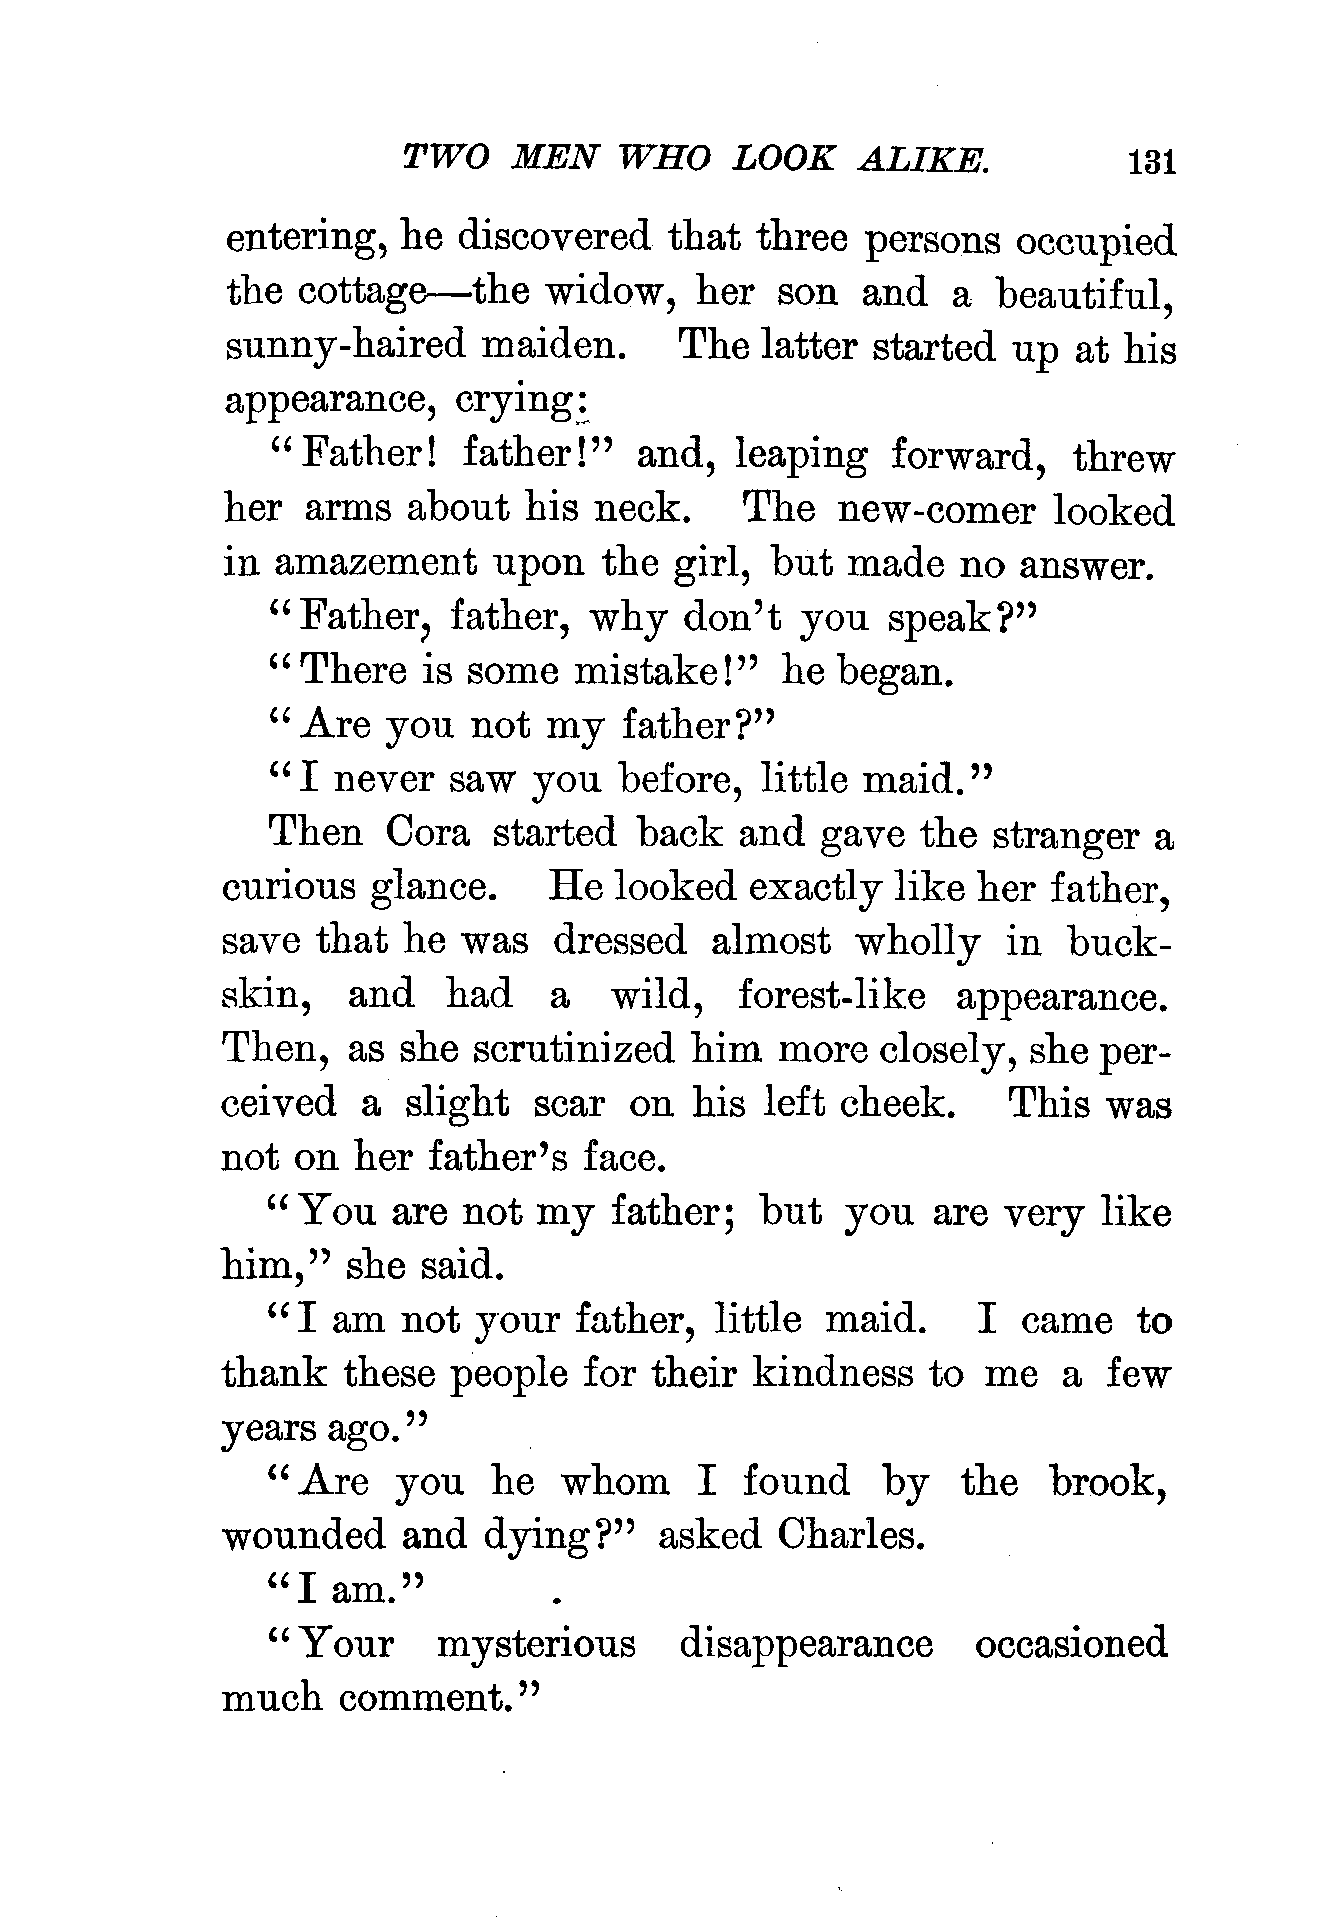 TWO MEN WHO LOOK ALIKE. 131
entering, he discovered that three persons occupied
the cottage—the widow, her son and a beautiful,
sunny-haired maiden. The latter started up at his
appearance, crying:
"Father! father!" and, leaping forward, threw
her arms about his neck. The new-comer looked
in amazement upon the girl, but made no answer.
"Father, father, why don't you speak?"
"There is some mistake!" he began.
"Are you not my father?"
"I never saw you before, little maid."
Then Cora started back and gave the stranger a
curious glance. He looked exactly like her father,
save that he was dressed almost wholly in buck-
skin, and had a wild, forest-like appearance.
Then, as she scrutinized him more closely, she per-
ceived a slight scar on his left cheek. This was
not on her father's face.
"You are not my father; but you are very like
him," she said.
"I am not your father, little maid. I came to
thank these people for their kindness to me a few
years ago."
"Are you he whom I found by the brook,
wounded and dying?" asked Charles.
"I am."
"Your mysterious disappearance occasioned
much comment."